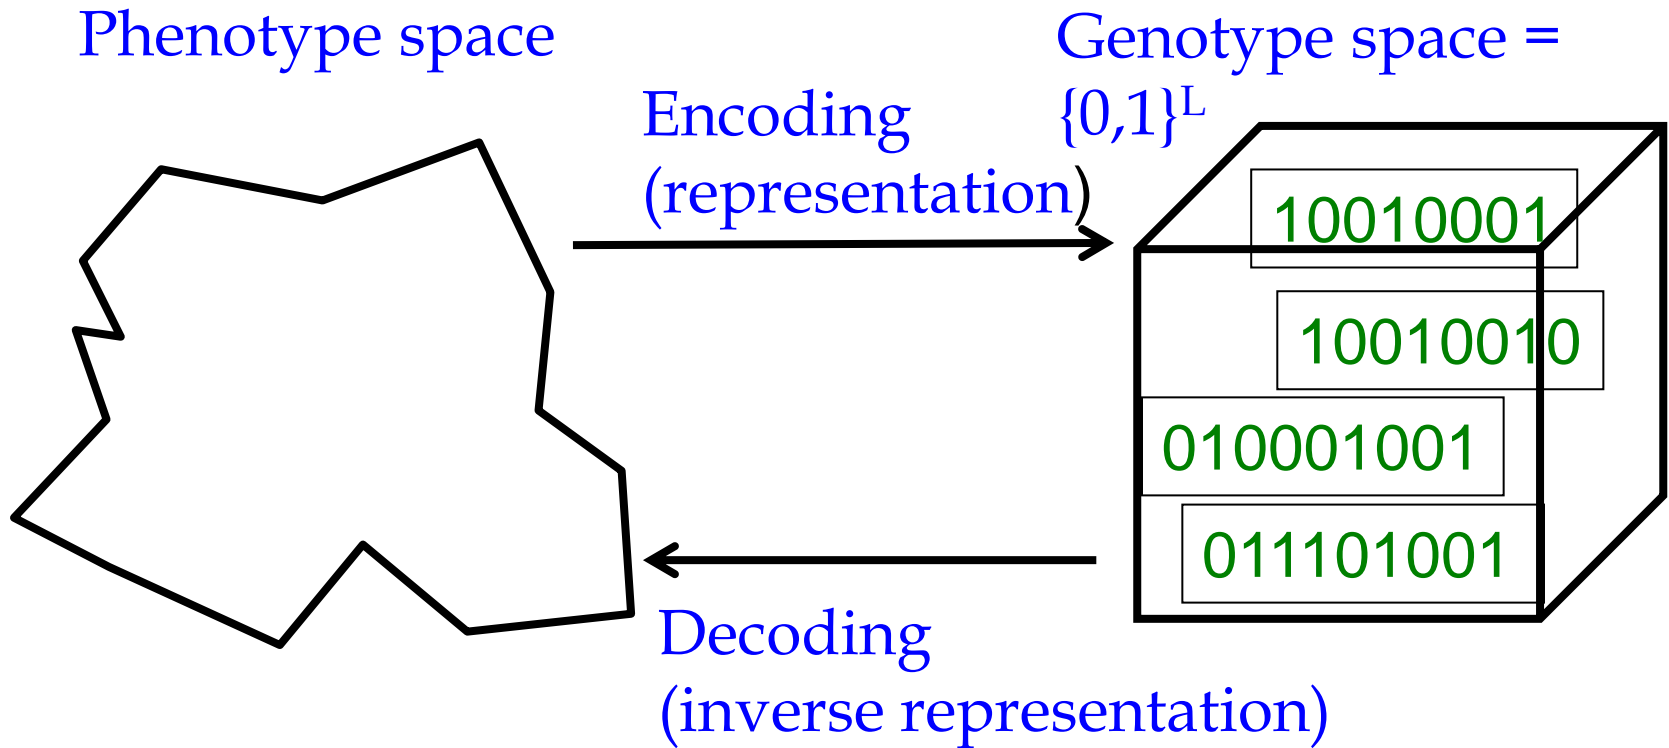 Phenotype space
Genotype space =
{0,1}ᴸ
Encoding
(representation)
10010001
10010010
010001001
011101001
Decoding
(inverse representation)